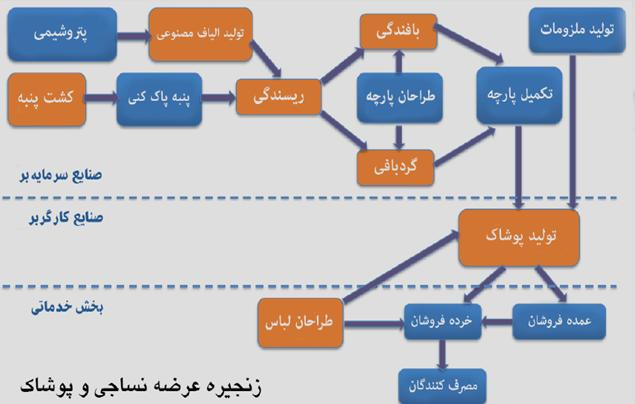 پتروشیمی
تولید الیاف مصنوعی
بافندگی
تولید ملزومات
کشت پنبه
پنبه پاک کنی
ریسندگی
طراحان پارچه
تکمیل پارچه
گردبافی
صنایع سرمایه‌بر
صنایع کارگربر
تولید پوشاک
بخش خدماتی
طراحان لباس
خرده فروشان
عمده فروشان
مصرف کنندگان
زنجیره عرضه نساجی و پوشاک